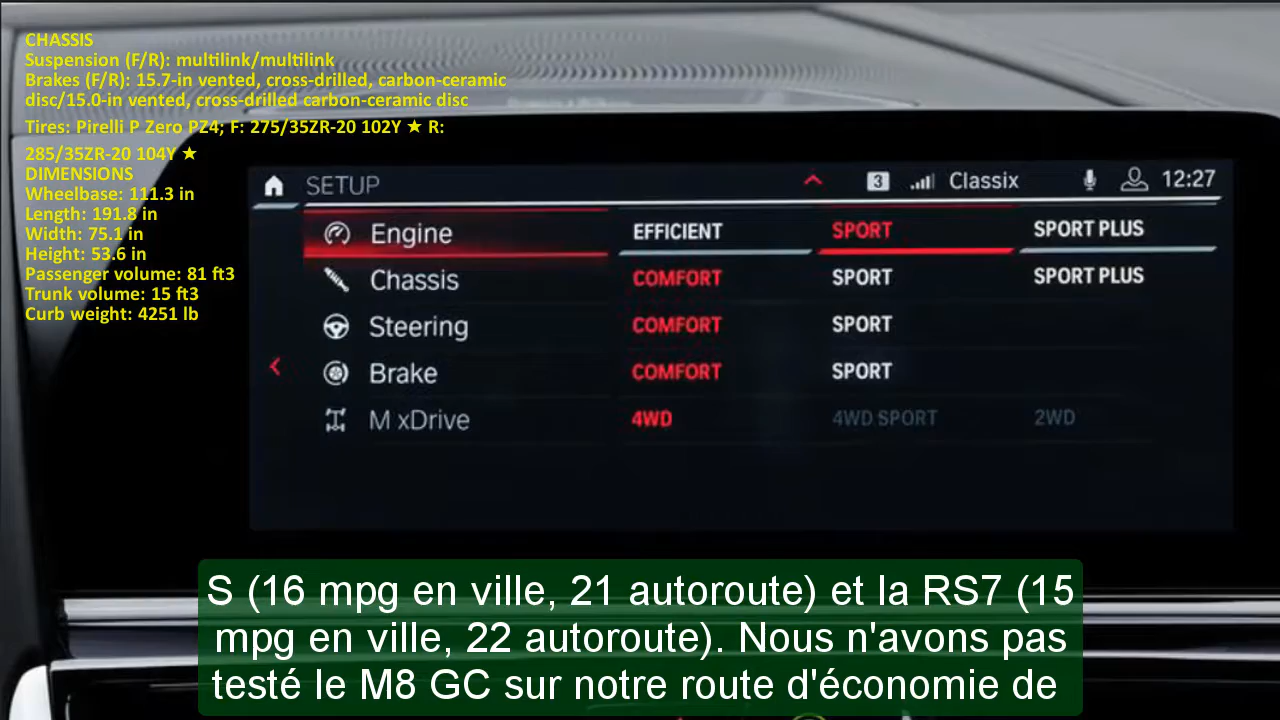 CHASSIS
Suspension (F/R): multilink/multilink
Brakes (F/R): 15.7-in vented, cross-drilled, carbon-ceramic
disc/15.0-in vented, cross-drilled carbon-ceramic disc
Tires: Pirelli P Zero PZ4; F: 275/35ZR-20 102Y ★ R:
285/35ZR-20 104Y ★
DIMENSIONS
Wheelbase: 111.3 in
Length: 191.8 in
Width: 75.1 in
Height: 53.6 in
Passenger volume: 81 ft3
Trunk volume: 15 ft3
Curb weight: 4251 lb
SETUP 3 Classix 12:27
Engine EFFICIENT SPORT SPORT PLUS
Chassis COMFORT SPORT SPORT PLUS
Steering COMFORT SPORT
Brake COMFORT SPORT
M xDrive 4WD 4WD SPORT 2WD
S (16 mpg en ville, 21 autoroute) et la RS7 (15
mpg en ville, 22 autoroute). Nous n'avons pas
testé le M8 GC sur notre route d'économie de